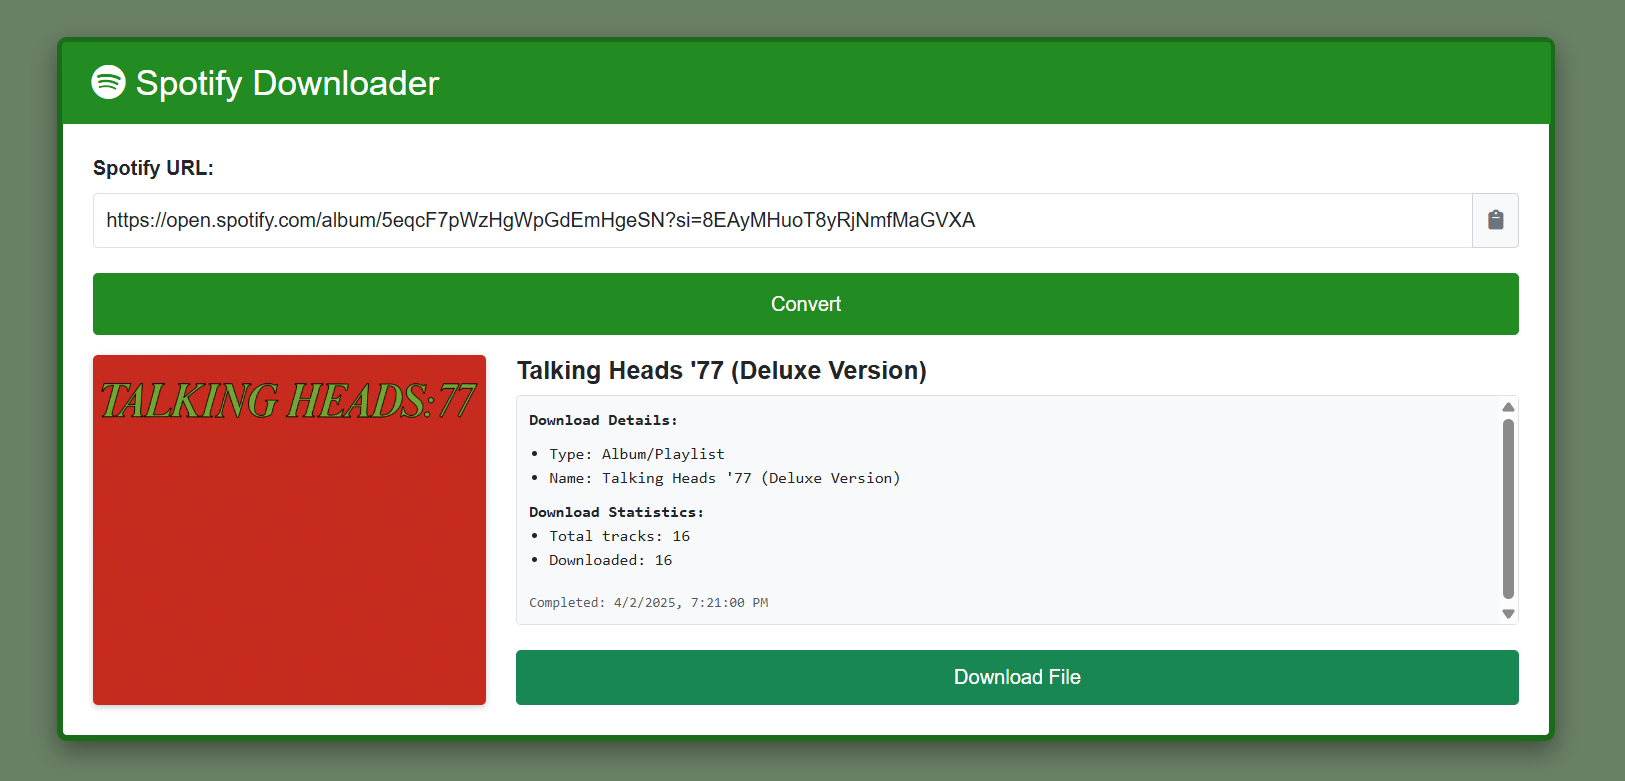 Spotify Downloader
Spotify URL:
https://open.spotify.com/album/5eqcF7pWzHgWpGdEmHgeSN?si=8EAyMHuoT8yRjNmfMaGVXA
Convert
TALKING HEADS:77
Talking Heads '77 (Deluxe Version)
Download Details:
• Type: Album/Playlist
• Name: Talking Heads '77 (Deluxe Version)
Download Statistics:
• Total tracks: 16
• Downloaded: 16
Completed: 4/2/2025, 7:21:00 PM
Download File